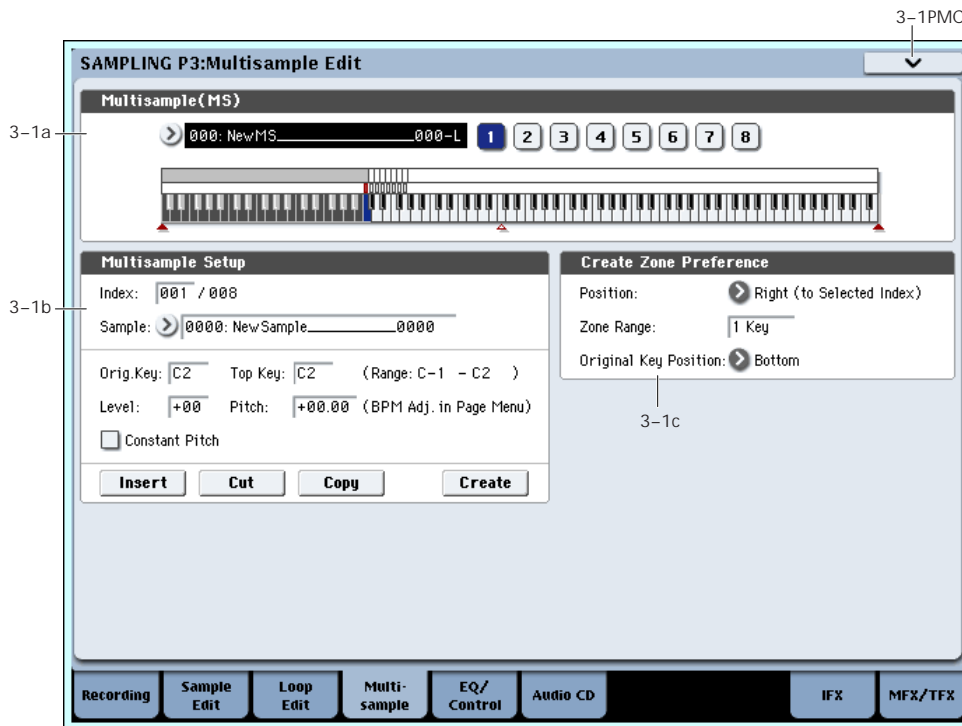 3–1PMC
SAMPLING P3:Multisample Edit
Multisample(MS)
3–1a
000: NewMS_______________000-L 1 2 3 4 5 6 7 8
Multisample Setup
Index: 001 / 008
3–1b
Sample: 0000: NewSample_________0000
Orig.Key: C2 Top Key: C2 (Range: C-1 - C2 )
Level: +00 Pitch: +00.00 (BPM Adj. in Page Menu)
Constant Pitch
Insert Cut Copy Create
Create Zone Preference
Position: Right (to Selected Index)
Zone Range: 1 Key
Original Key Position: Bottom
3–1c
Recording Sample Edit Loop Edit Multi-sample EQ/Control Audio CD IFX MFX/TFX